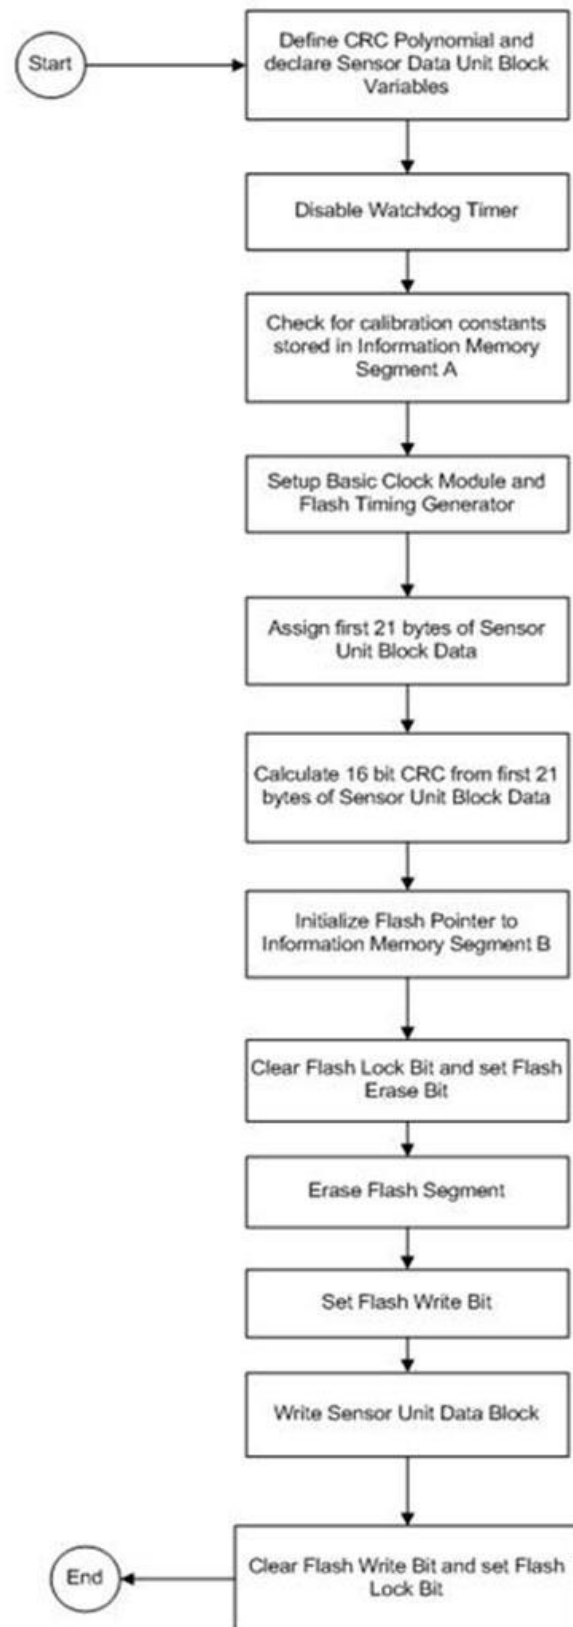 Start
Define CRC Polynomial and
declare Sensor Data Unit Block
Variables
Disable Watchdog Timer
Check for calibration constants
stored in Information Memory
Segment A
Setup Basic Clock Module and
Flash Timing Generator
Assign first 21 bytes of Sensor
Unit Block Data
Calculate 16 bit CRC from first 21
bytes of Sensor Unit Block Data
Initialize Flash Pointer to
Information Memory Segment B
Clear Flash Lock Bit and set Flash
Erase Bit
Erase Flash Segment
Set Flash Write Bit
Write Sensor Unit Data Block
Clear Flash Write Bit and set Flash
Lock Bit
End